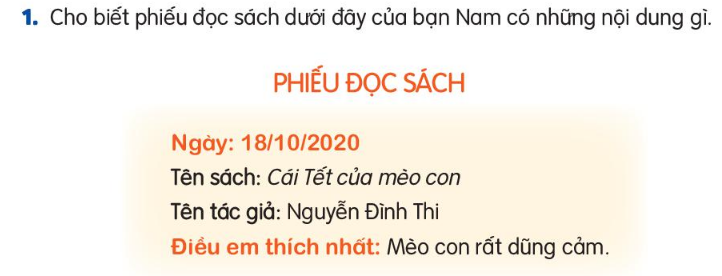 1. Cho biết phiếu đọc sách dưới đây của bạn Nam có những nội dung gì.
PHIẾU ĐỌC SÁCH
Ngày: 18/10/2020
Tên sách: Cái Tết của mèo con
Tên tác giả: Nguyễn Đình Thi
Điều em thích nhất: Mèo con rất dũng cảm.